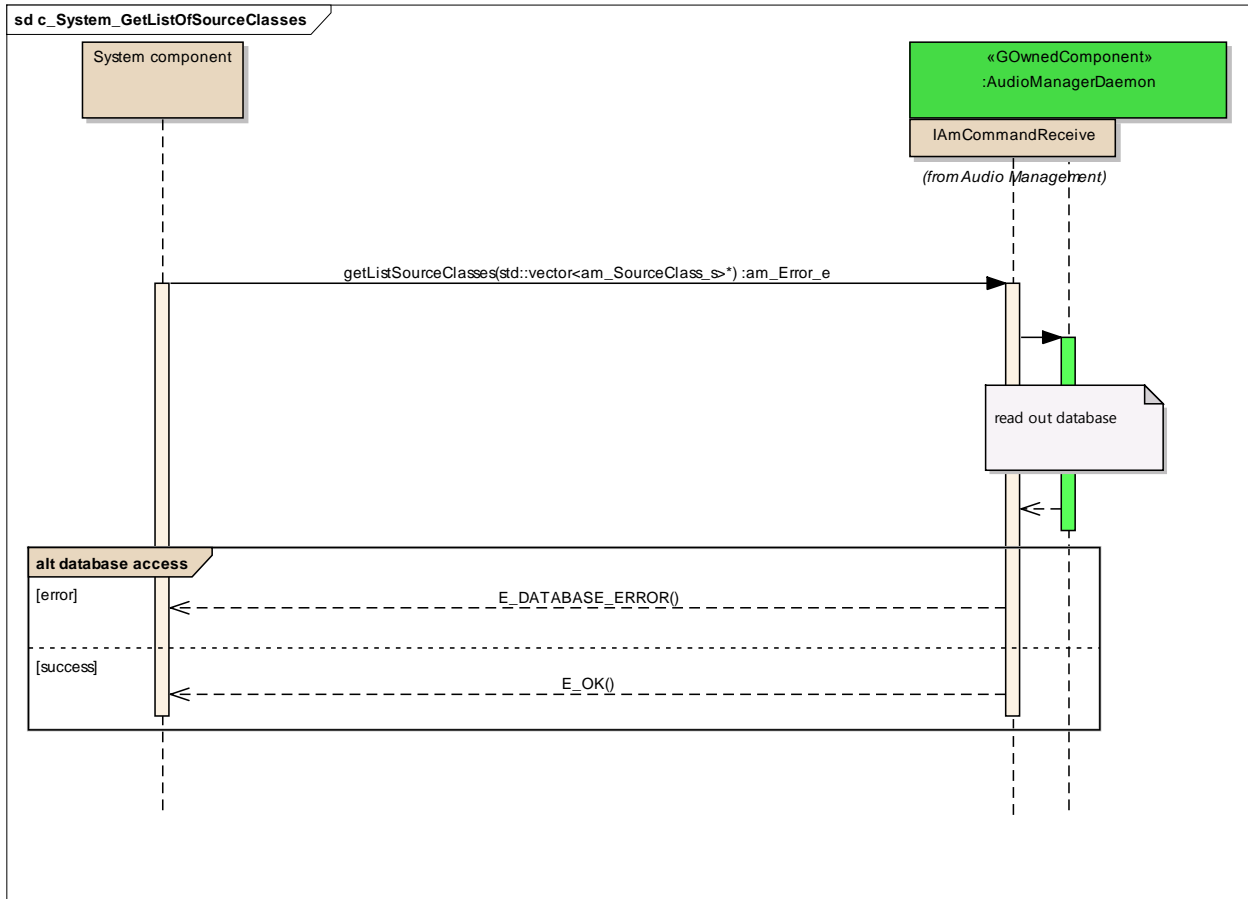 sd c_System_GetListOfSourceClasses
System component
«GOwnedComponent»
:AudioManagerDaemon
IAmCommandReceive
(from Audio Management)
getListSourceClasses(std::vector<am_SourceClass_s>*) :am_Error_e
read out database
alt database access
[error]
E_DATABASE_ERROR()
[success]
E_OK()